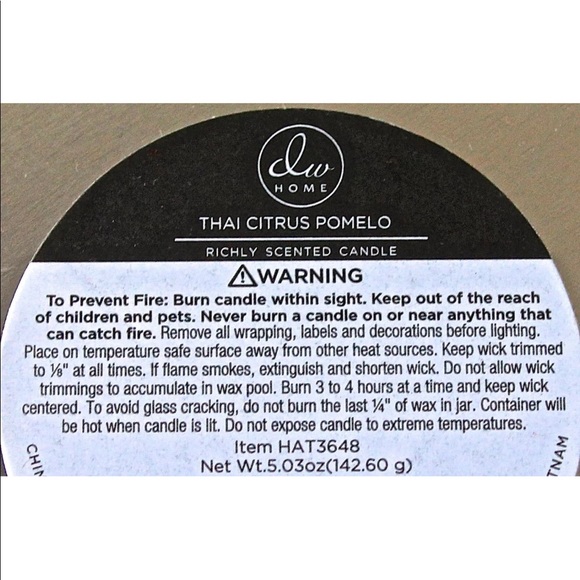 dw
HOME
THAI CITRUS POMELO
RICHLY SCENTED CANDLE
⚠WARNING
To Prevent Fire: Burn candle within sight. Keep out of the reach
of children and pets. Never burn a candle on or near anything that
can catch fire. Remove all wrapping, labels and decorations before lighting.
Place on temperature safe surface away from other heat sources. Keep wick trimmed
to ⅛" at all times. If flame smokes, extinguish and shorten wick. Do not allow wick
trimmings to accumulate in wax pool. Burn 3 to 4 hours at a time and keep wick
centered. To avoid glass cracking, do not burn the last ¼" of wax in jar. Container will
be hot when candle is lit. Do not expose candle to extreme temperatures.
Item HAT3648
Net Wt.5.03oz(142.60 g)